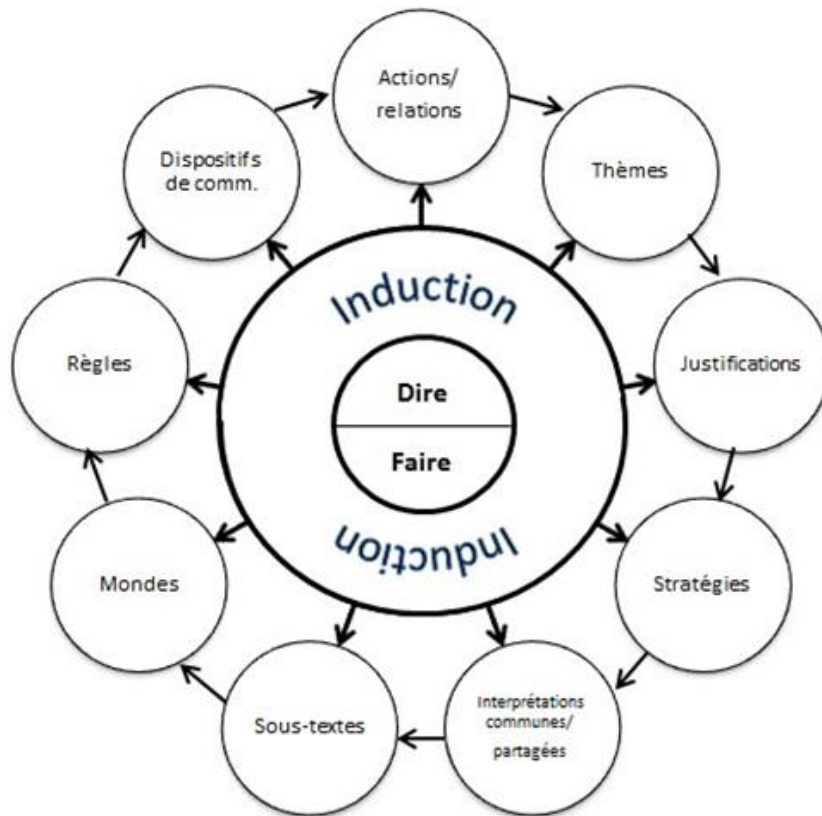 Actions/
relations
Thèmes
Justifications
Stratégies
Interprétations
communes/
partagées
Sous-textes
Mondes
Règles
Dispositifs
de comm.
Induction
Dire
Faire
Induction